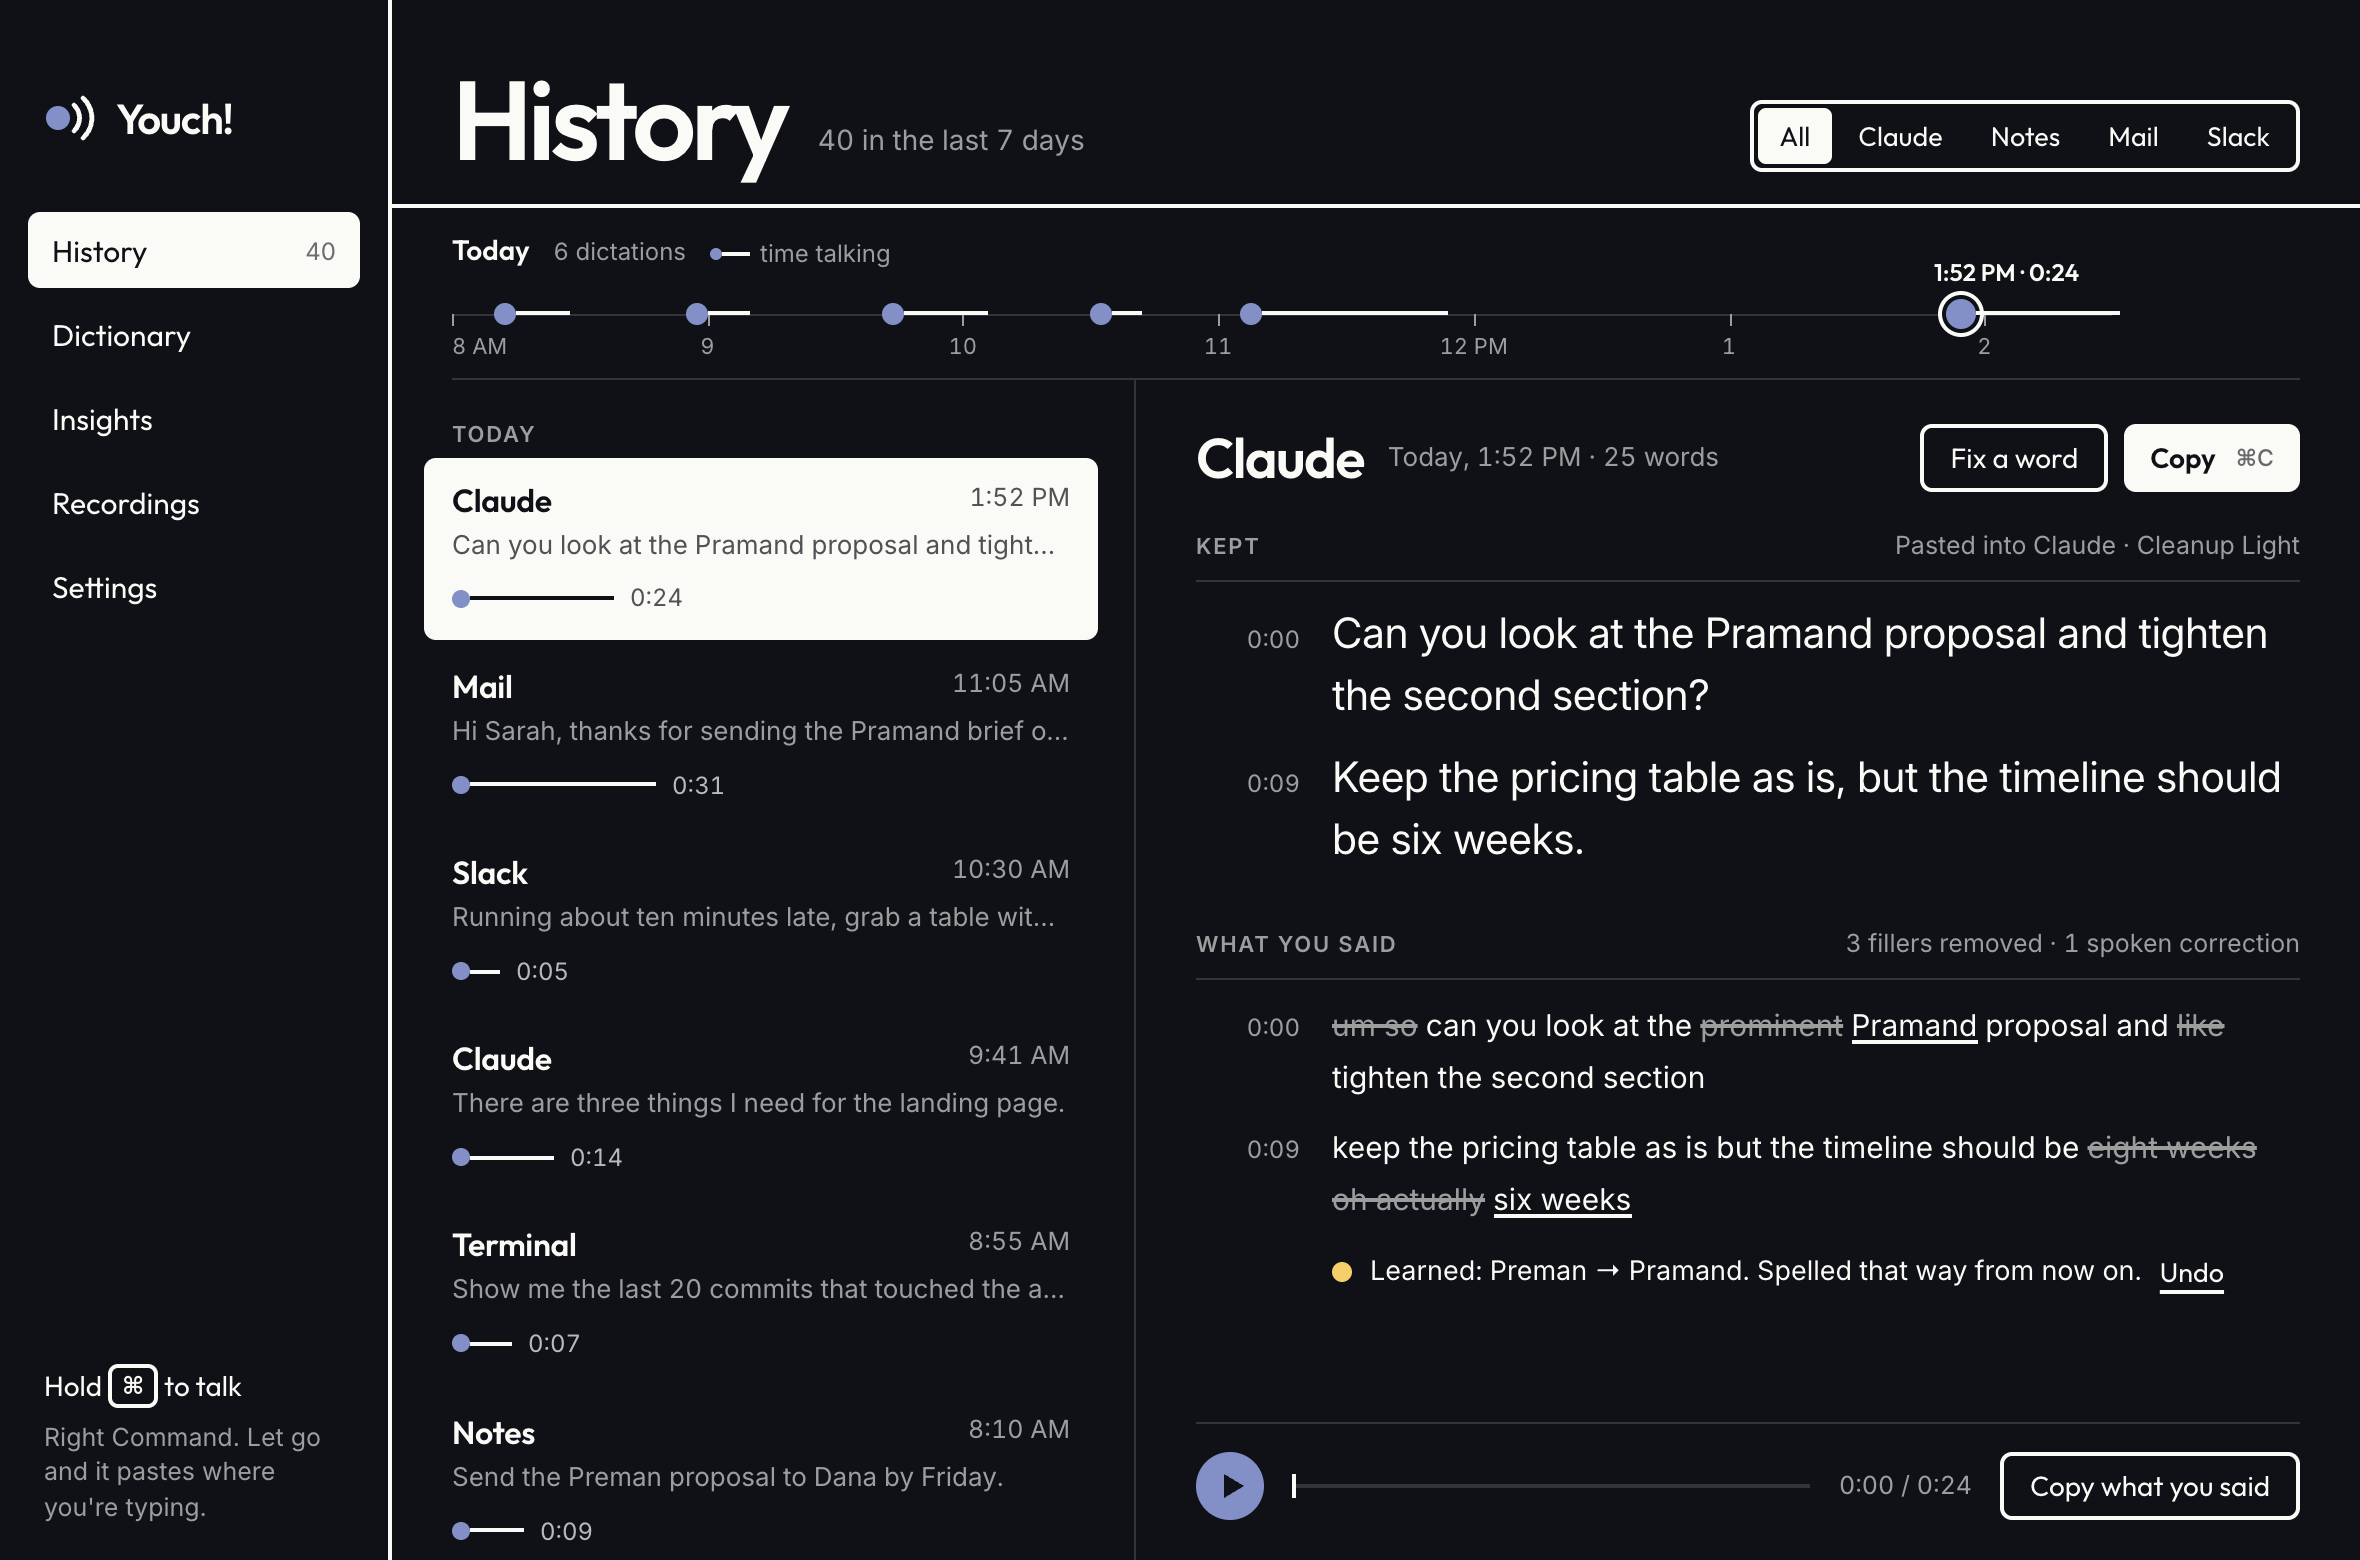 Youch!
History 40
Dictionary
Insights
Recordings
Settings
Hold ⌘ to talk
Right Command. Let go
and it pastes where
you're typing.
History 40 in the last 7 days
All Claude Notes Mail Slack
Today 6 dictations time talking
1:52 PM · 0:24
8 AM 9 10 11 12 PM 1 2
TODAY
Claude 1:52 PM
Can you look at the Pramand proposal and tight...
0:24
Mail 11:05 AM
Hi Sarah, thanks for sending the Pramand brief o...
0:31
Slack 10:30 AM
Running about ten minutes late, grab a table wit...
0:05
Claude 9:41 AM
There are three things I need for the landing page.
0:14
Terminal 8:55 AM
Show me the last 20 commits that touched the a...
0:07
Notes 8:10 AM
Send the Preman proposal to Dana by Friday.
0:09
Claude Today, 1:52 PM · 25 words
Fix a word Copy ⌘C
KEPT Pasted into Claude · Cleanup Light
0:00 Can you look at the Pramand proposal and tighten
the second section?
0:09 Keep the pricing table as is, but the timeline should
be six weeks.
WHAT YOU SAID 3 fillers removed · 1 spoken correction
0:00 um so can you look at the prominent Pramand proposal and like
tighten the second section
0:09 keep the pricing table as is but the timeline should be eight weeks
oh actually six weeks
Learned: Preman → Pramand. Spelled that way from now on. Undo
0:00 / 0:24 Copy what you said